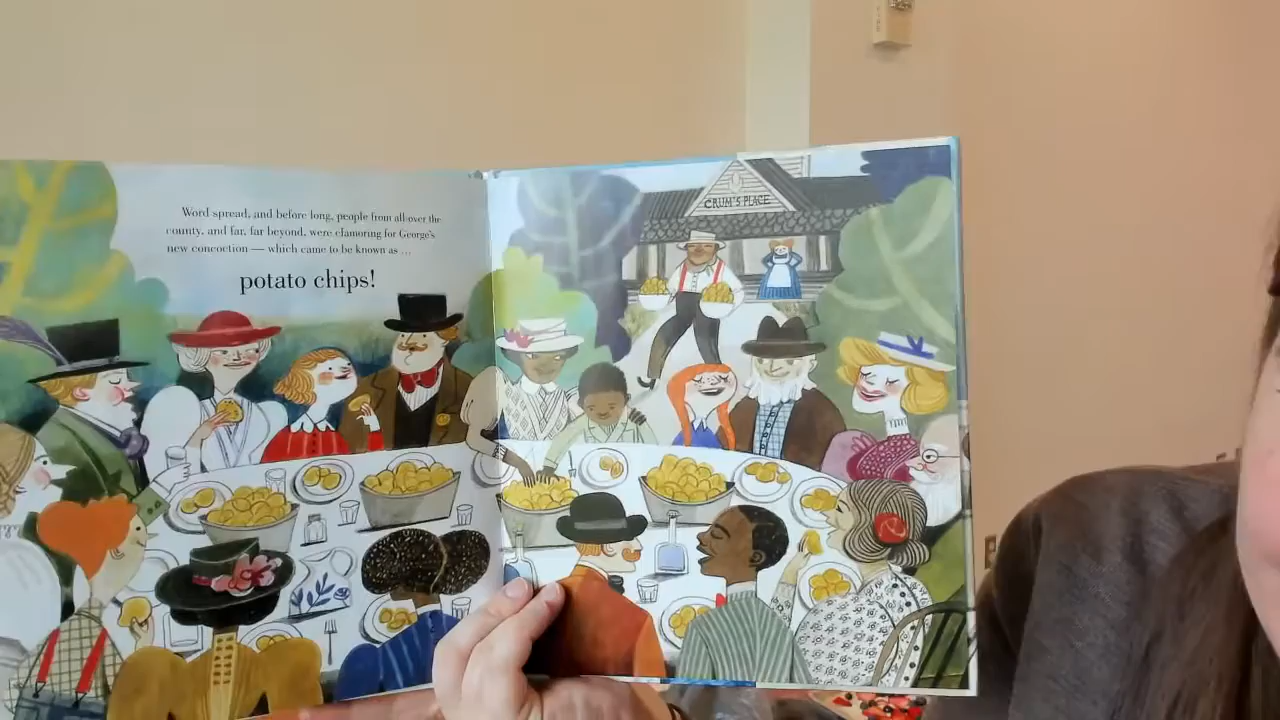 Word spread, and before long, people from all over the
county, and far, far beyond, were clamoring for George's
new concoction — which came to be known as ...
potato chips!
CRUM'S PLACE